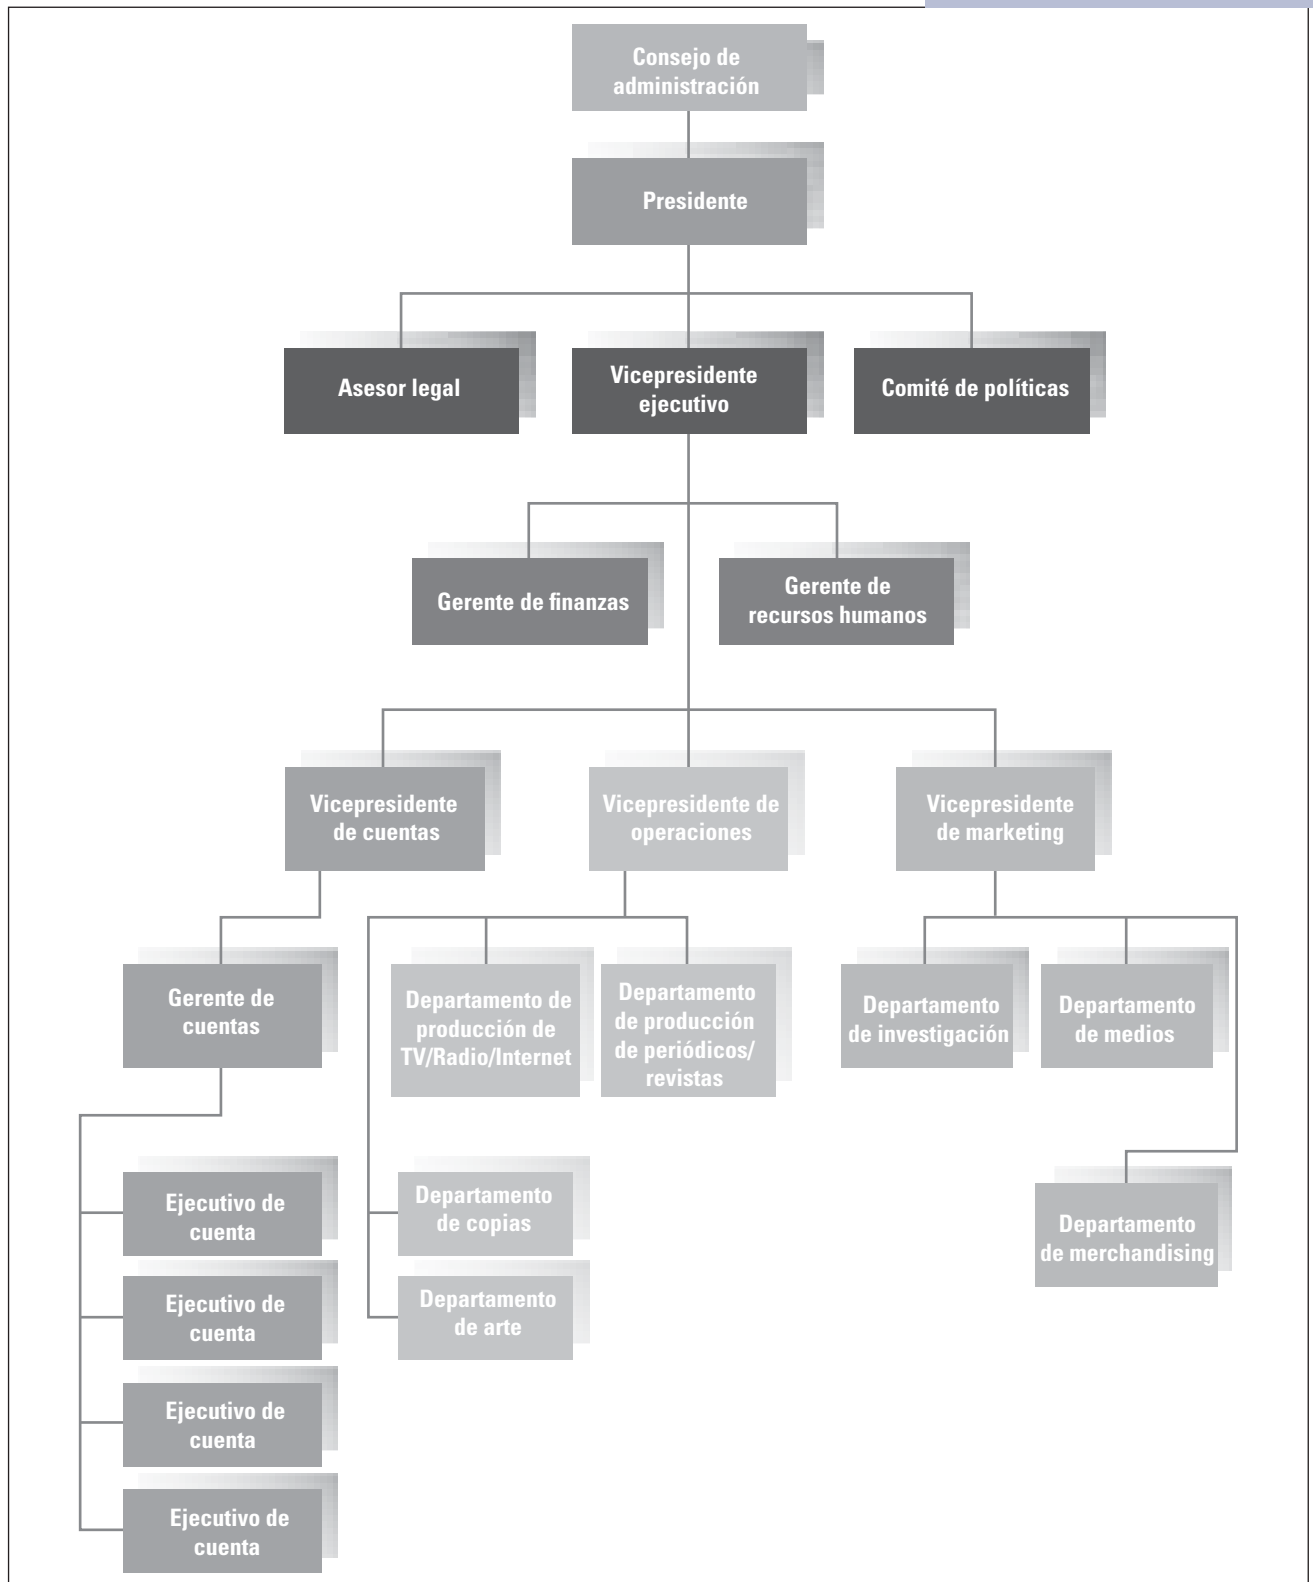 Consejo de
administración
Presidente
Asesor legal
Vicepresidente
ejecutivo
Comité de políticas
Gerente de finanzas
Gerente de
recursos humanos
Vicepresidente
de cuentas
Vicepresidente de
operaciones
Vicepresidente
de marketing
Gerente de
cuentas
Departamento de
producción de
TV/Radio/Internet
Departamento
de producción
de periódicos/
revistas
Departamento
de investigación
Departamento
de medios
Ejecutivo de
cuenta
Departamento
de copias
Departamento
de merchandising
Ejecutivo de
cuenta
Departamento
de arte
Ejecutivo de
cuenta
Ejecutivo de
cuenta